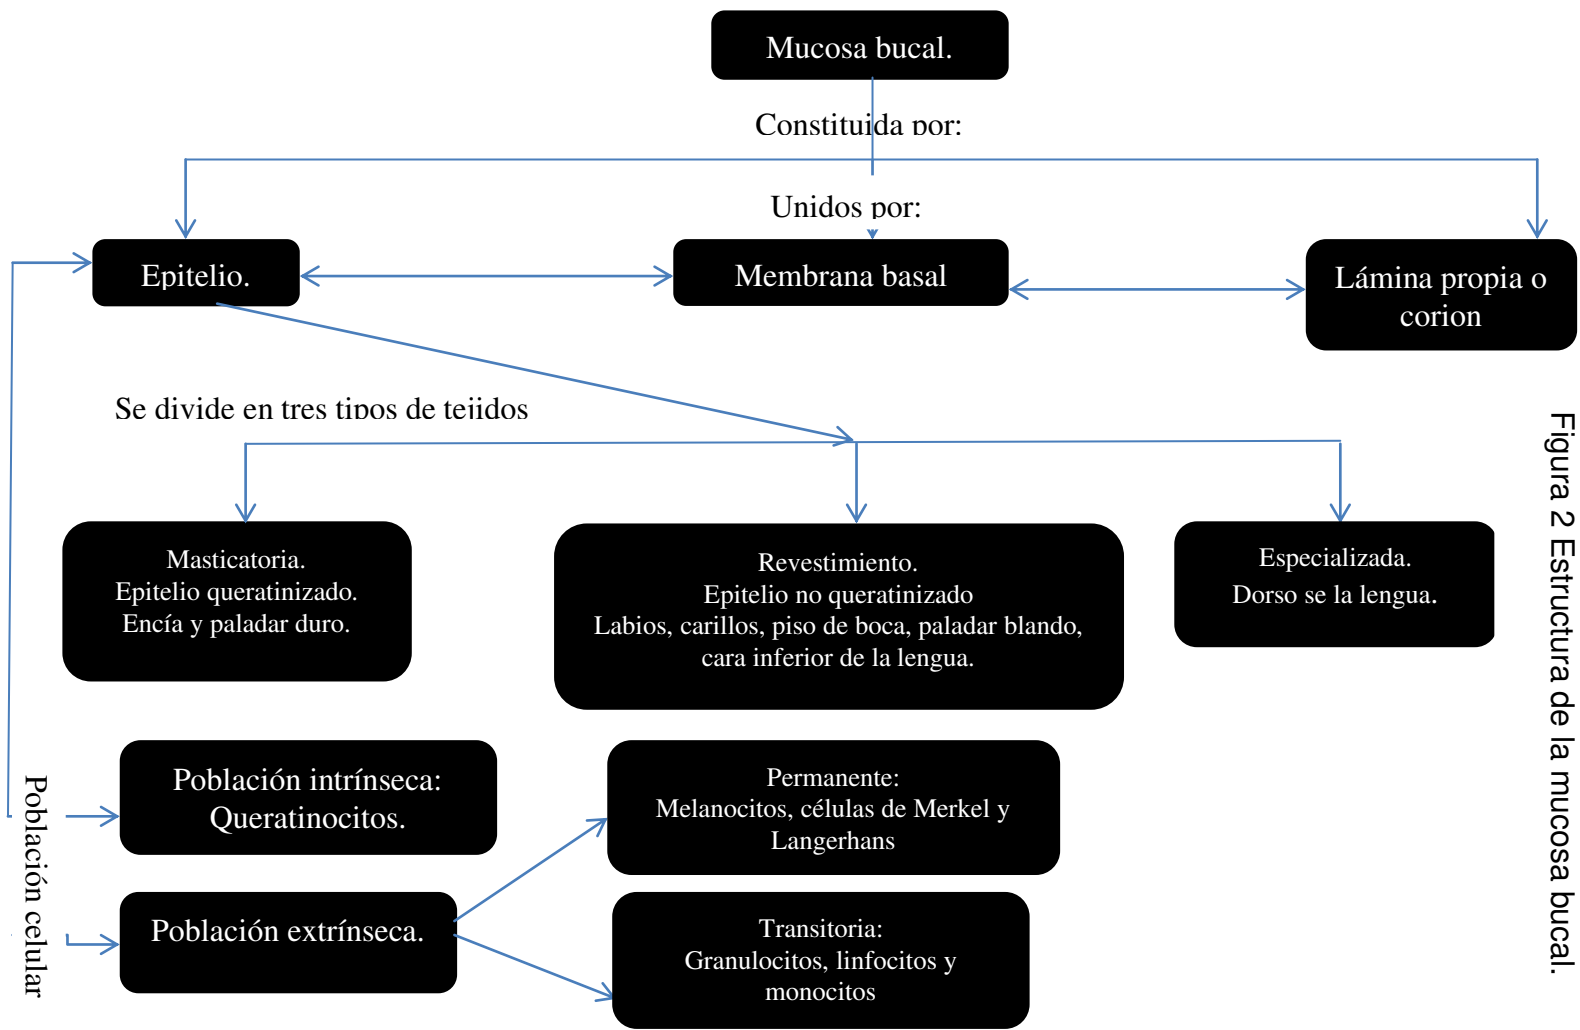 Mucosa bucal.
Constituida por:
Unidos por:
Epitelio.
Membrana basal
Lámina propia o
corion
Se divide en tres tipos de tejidos
Masticatoria.
Epitelio queratinizado.
Encía y paladar duro.
Revestimiento.
Epitelio no queratinizado
Labios, carillos, piso de boca, paladar blando,
cara inferior de la lengua.
Especializada.
Dorso se la lengua.
Población celular
Población intrínseca:
Queratinocitos.
Población extrínseca.
Permanente:
Melanocitos, células de Merkel y
Langerhans
Transitoria:
Granulocitos, linfocitos y
monocitos
Figura 2 Estructura de la mucosa bucal.